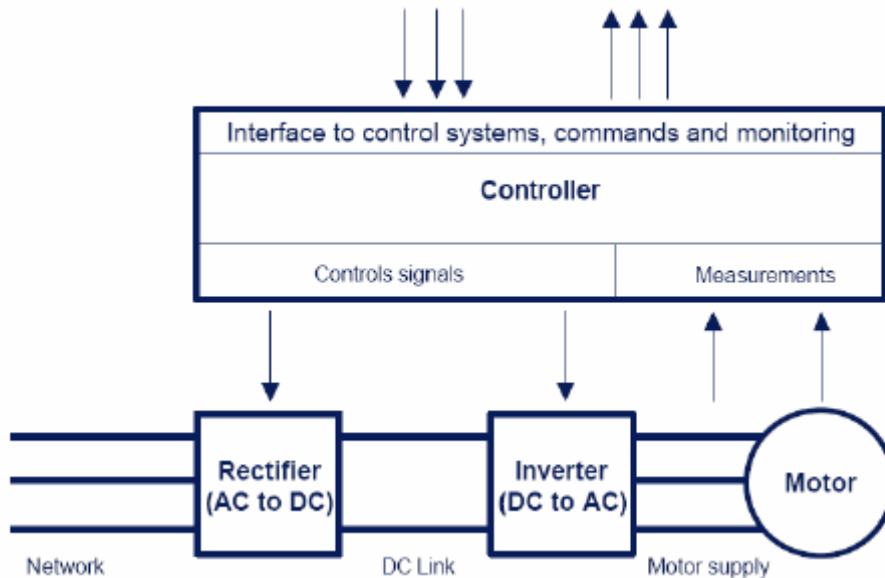 Interface to control systems, commands and monitoring
Controller
Controls signals
Measurements
Rectifier
(AC to DC)
Inverter
(DC to AC)
Motor
Network
DC Link
Motor supply